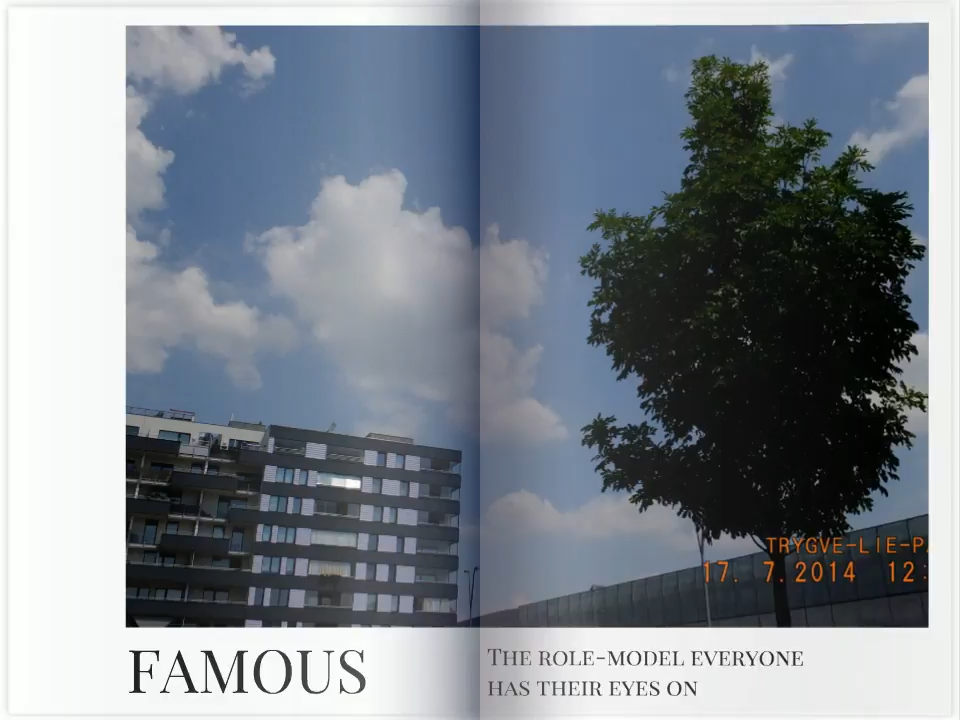 TRYGVE-LIE-P
17. 7.2014 12:
FAMOUS
THE ROLE-MODEL EVERYONE
HAS THEIR EYES ON